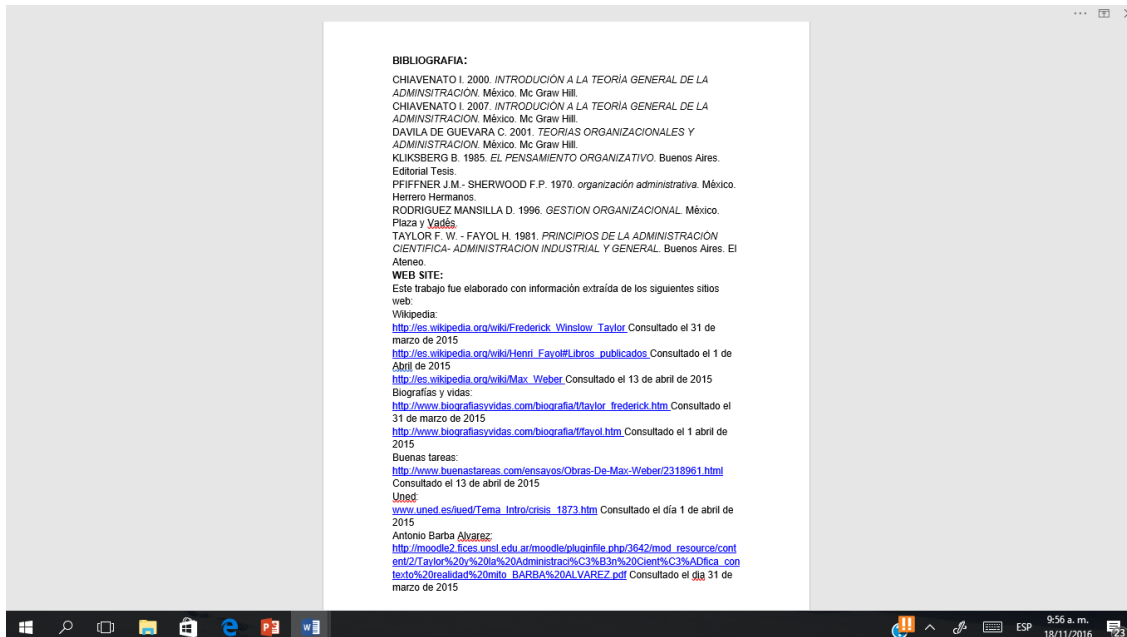 BIBLIOGRAFIA:
CHIAVENATO I. 2000. INTRODUCIÓN A LA TEORÌA GENERAL DE LA
ADMINSITRACIÒN. Mèxico. Mc Graw Hill.
CHIAVENATO I. 2007. INTRODUCIÒN A LA TEORÌA GENERAL DE LA
ADMINSITRACION. Mèxico. Mc Graw Hill.
DAVILA DE GUEVARA C. 2001. TEORIAS ORGANIZACIONALES Y
ADMINISTRACION. Mèxico. Mc Graw Hill.
KLIKSBERG B. 1985. EL PENSAMIENTO ORGANIZATIVO. Buenos Aires.
Editorial Tesis.
PFIFFNER J.M.- SHERWOOD F.P. 1970. organización administrativa. Mèxico.
Herrero Hermanos.
RODRIGUEZ MANSILLA D. 1996. GESTION ORGANIZACIONAL. Mèxico.
Plaza y Vadès.
TAYLOR F. W. - FAYOL H. 1981. PRINCIPIOS DE LA ADMINISTRACIÒN
CIENTIFICA- ADMINISTRACION INDUSTRIAL Y GENERAL. Buenos Aires. El
Ateneo.
WEB SITE:
Este trabajo fue elaborado con información extraída de los siguientes sitios
web:
Wikipedia:
http://es.wikipedia.org/wiki/Frederick_Winslow_Taylor Consultado el 31 de
marzo de 2015
http://es.wikipedia.org/wiki/Henri_Fayol#Libros_publicados Consultado el 1 de
Abril de 2015
http://es.wikipedia.org/wiki/Max_Weber Consultado el 13 de abril de 2015
Biografías y vidas:
http://www.biografiasyvidas.com/biografia/t/taylor_frederick.htm Consultado el
31 de marzo de 2015
http://www.biografiasyvidas.com/biografia/f/fayol.htm Consultado el 1 abril de
2015
Buenas tareas:
http://www.buenastareas.com/ensayos/Obras-De-Max-Weber/2318961.html
Consultado el 13 de abril de 2015
Uned:
www.uned.es/iued/Tema_Intro/crisis_1873.htm Consultado el día 1 de abril de
2015
Antonio Barba Alvarez:
http://moodle2.fices.unsl.edu.ar/moodle/pluginfile.php/3642/mod_resource/cont
ent/2/Taylor%20y%20la%20Administraci%C3%B3n%20Cient%C3%ADfica_con
texto%20realidad%20mito_BARBA%20ALVAREZ.pdf Consultado el dia 31 de
marzo de 2015
ESP
9:56 a. m.
18/11/2016
23